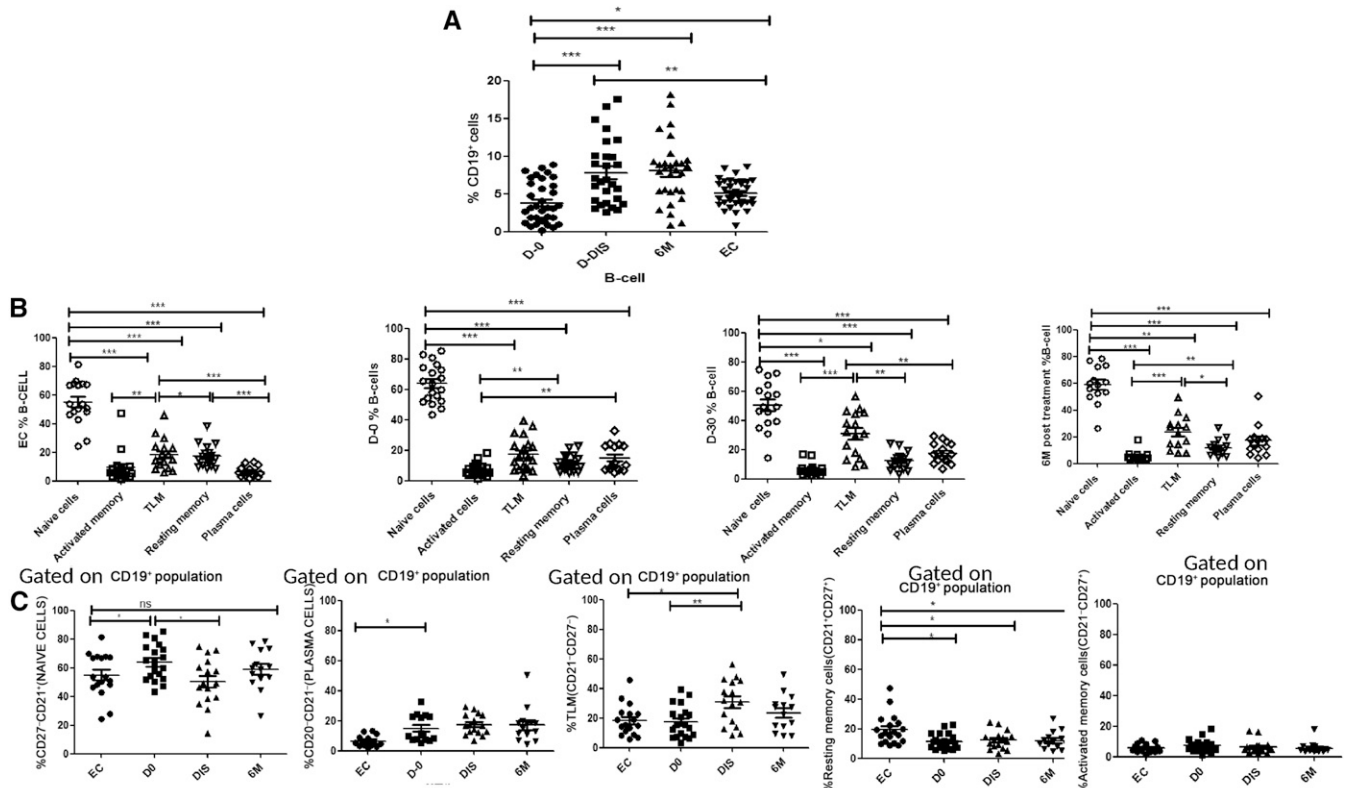 A
*
***
***
**
20
15
10
5
0
% CD19+ cells
D-0
D-DIS
6M
EC
B-cell
B
***
***
***
***
***
**
*
***
100
80
60
40
20
0
EC % B-CELL
Naive cells
Activated memory
TLM
Resting memory
Plasma cells
***
***
***
**
**
100
80
60
40
20
0
D-0 % B-cells
Naive cells
Activated cells
TLM
Resting memory
Plasma cells
***
***
*
***
**
***
**
100
80
60
40
20
0
D-30 % B-cell
Naive cells
Activated memory
TLM
Resting memory
Plasma cells
***
***
**
***
**
***
*
100
80
60
40
20
0
6M post treatment %B-cell
Naive cells
Activated cells
TLM
Resting memory
Plasma cells
C
Gated on CD19+ population
ns
*
*
100
80
60
40
20
0
%CD27-CD21+(NAIVE CELLS)
EC
D0
DIS
6M
Gated on CD19+ population
*
100
80
60
40
20
0
%CD20-CD21-(PLASMA CELLS)
EC
D-0
DIS
6M
Gated on CD19+ population
*
**
100
80
60
40
20
0
%TLM(CD21-CD27-)
EC
D0
DIS
6M
Gated on
CD19+ population
*
*
*
100
80
60
40
20
0
%Resting memory cells(CD21+CD27+)
EC
D0
DIS
6M
Gated on
CD19+ population
100
80
60
40
20
0
%Activated memory cells(CD21-CD27+)
EC
D0
DIS
6M